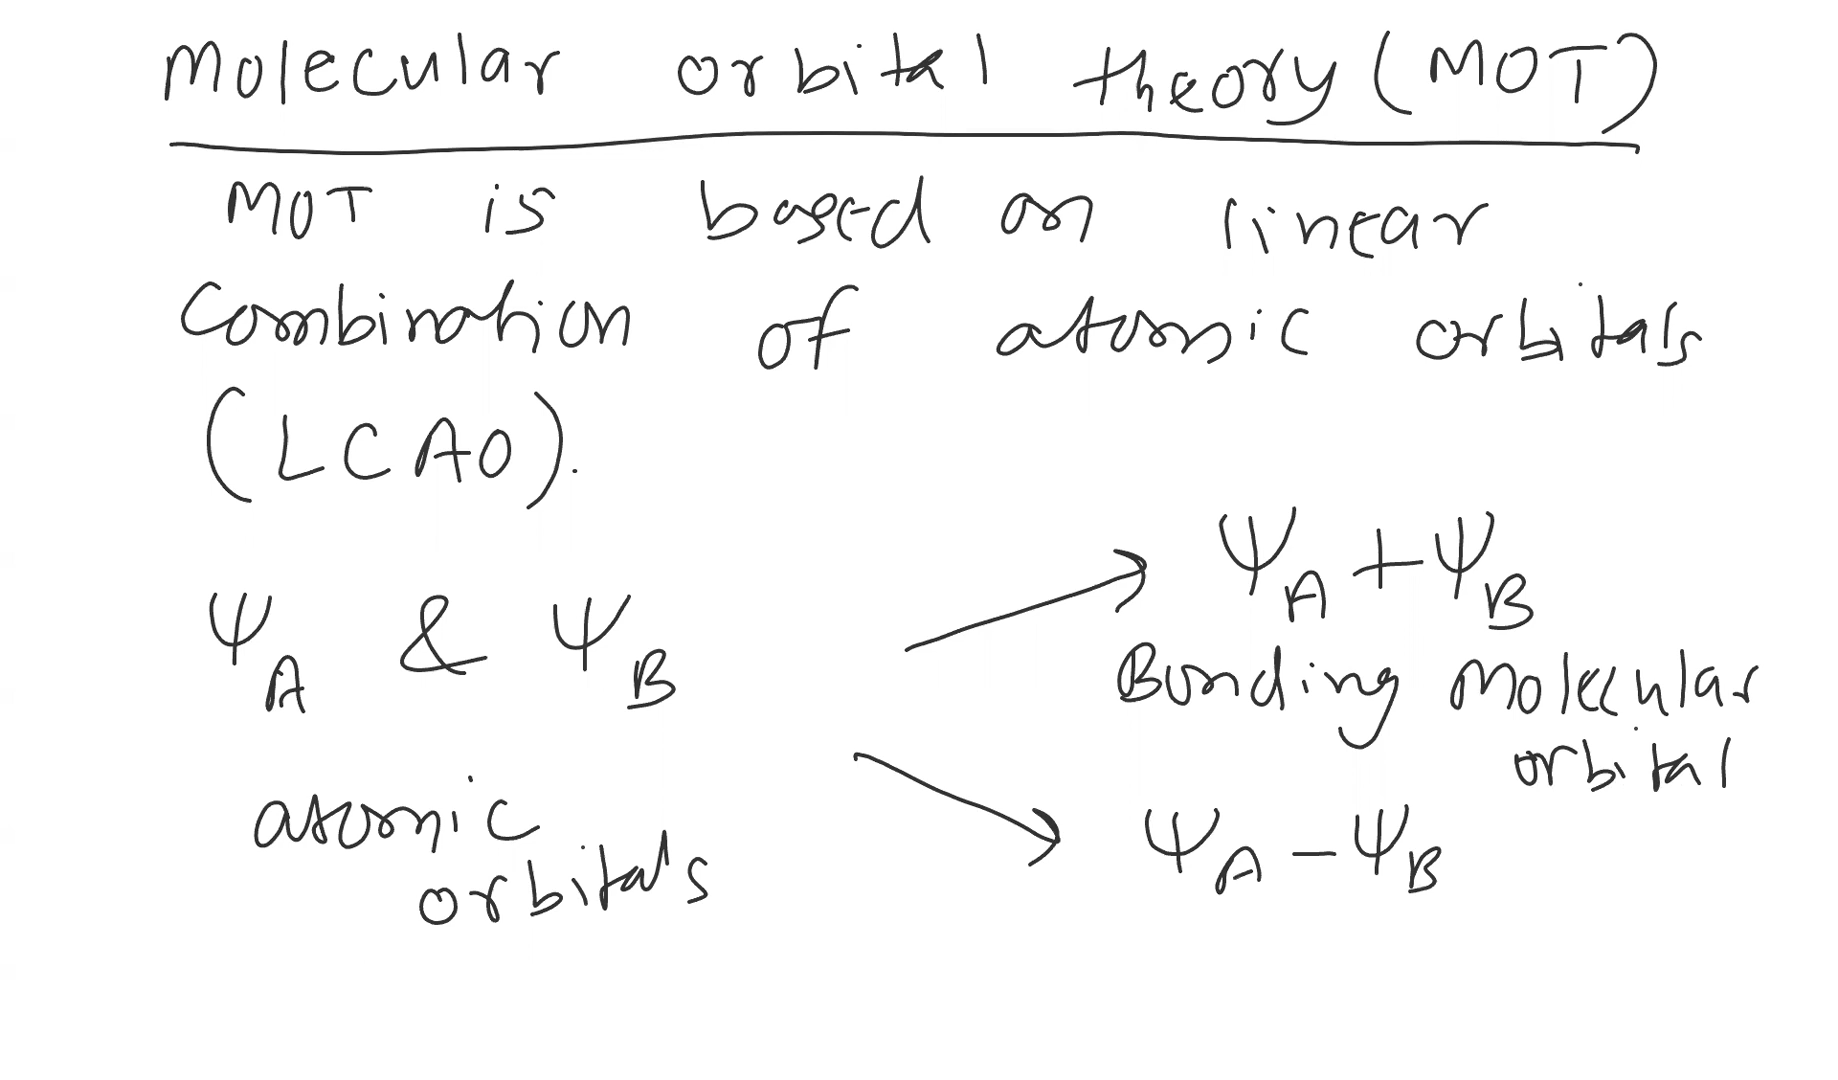 Molecular orbital theory (MOT)
MOT is based on linear
combination of atomic orbitals
(LCAO).
ψA & ψB
atomic
orbitals
ψA + ψB
Bonding Molecular
orbital
ψA - ψB